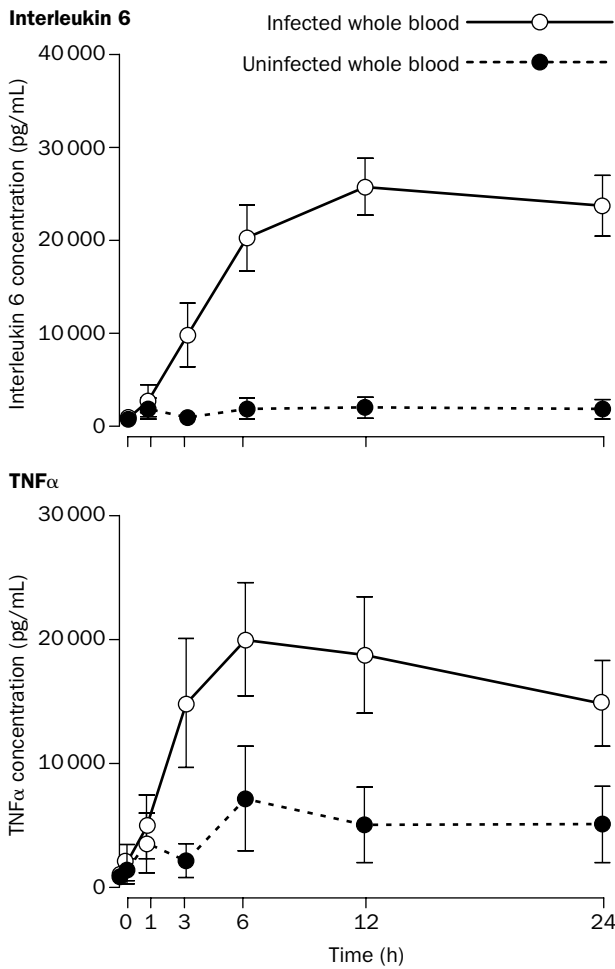 Interleukin 6
Infected whole blood
Uninfected whole blood
Interleukin 6 concentration (pg/mL)
40 000
30 000
20 000
10 000
0
TNFα
TNFα concentration (pg/mL)
30 000
20 000
10 000
0
0 1 3 6 12 24
Time (h)